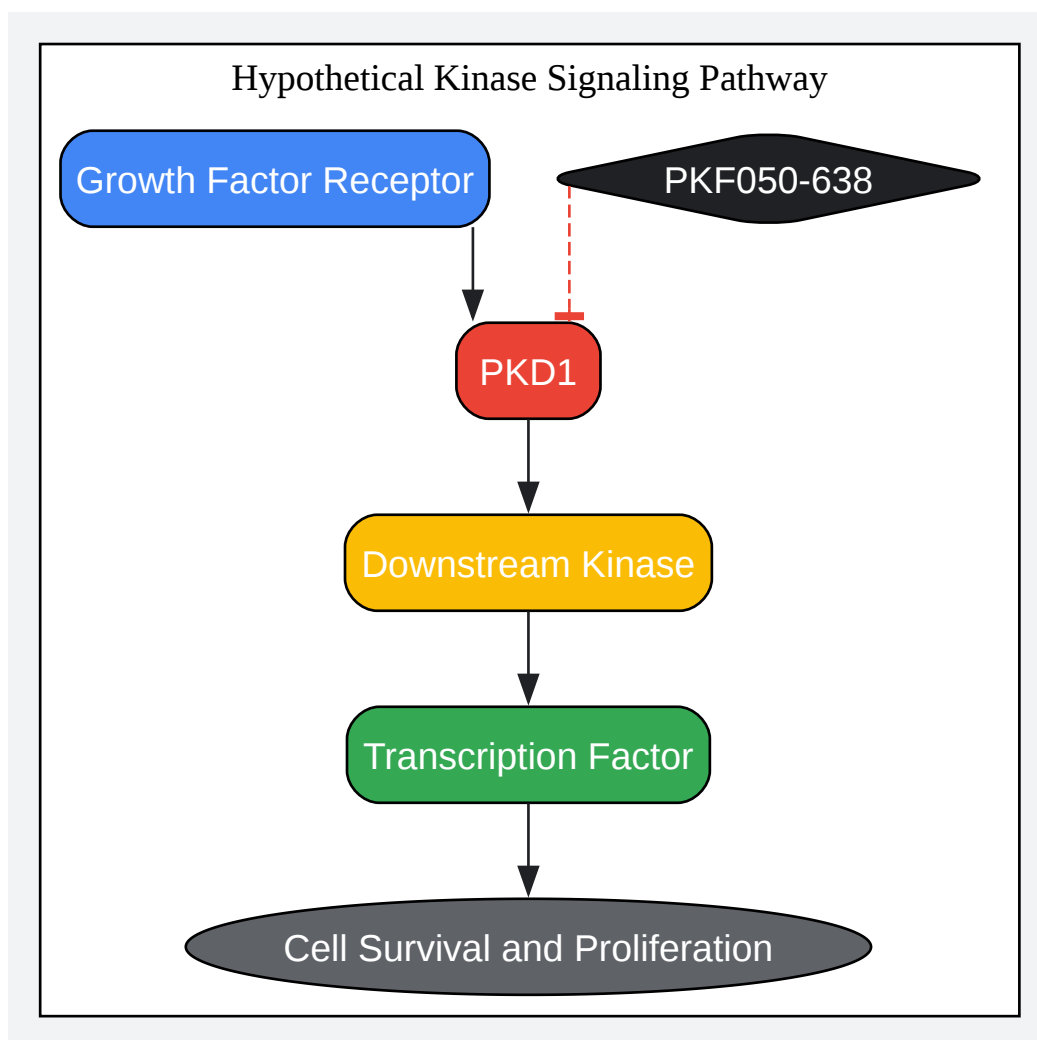 Hypothetical Kinase Signaling Pathway
Growth Factor Receptor
PKF050-638
PKD1
Downstream Kinase
Transcription Factor
Cell Survival and Proliferation